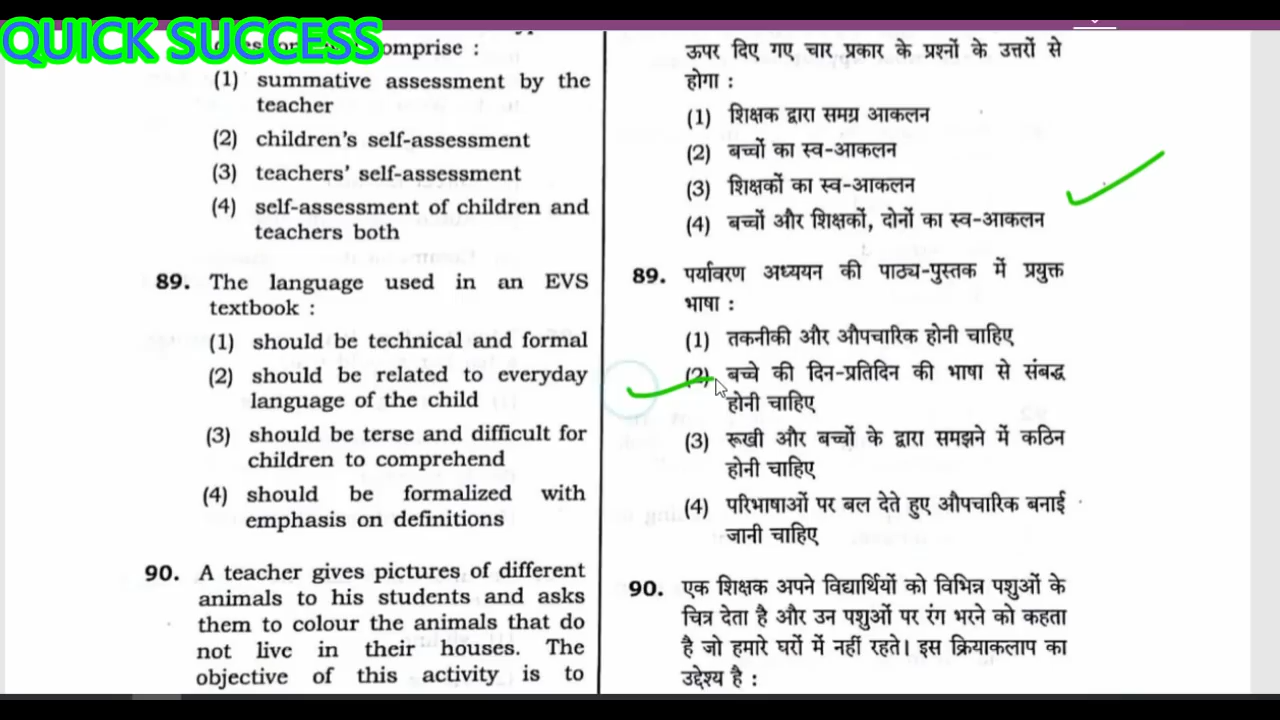 QUICK SUCCESS
comprise :
(1) summative assessment by the
teacher
(2) children's self-assessment
(3) teachers' self-assessment
(4) self-assessment of children and
teachers both
89. The language used in an EVS
textbook :
(1) should be technical and formal
(2) should be related to everyday
language of the child
(3) should be terse and difficult for
children to comprehend
(4) should be formalized with
emphasis on definitions
90. A teacher gives pictures of different
animals to his students and asks
them to colour the animals that do
not live in their houses. The
objective of this activity is to
ऊपर दिए गए चार प्रकार के प्रश्नों के उत्तरों से
होगा :
(1) शिक्षक द्वारा समग्र आकलन
(2) बच्चों का स्व-आकलन
(3) शिक्षकों का स्व-आकलन
(4) बच्चों और शिक्षकों, दोनों का स्व-आकलन
89. पर्यावरण अध्ययन की पाठ्य-पुस्तक में प्रयुक्त
भाषा :
(1) तकनीकी और औपचारिक होनी चाहिए
(2) बच्चे की दिन-प्रतिदिन की भाषा से संबद्ध
होनी चाहिए
(3) रूखी और बच्चों के द्वारा समझने में कठिन
होनी चाहिए
(4) परिभाषाओं पर बल देते हुए औपचारिक बनाई
जानी चाहिए
90. एक शिक्षक अपने विद्यार्थियों को विभिन्न पशुओं के
चित्र देता है और उन पशुओं पर रंग भरने को कहता
है जो हमारे घरों में नहीं रहते। इस क्रियाकलाप का
उद्देश्य है :